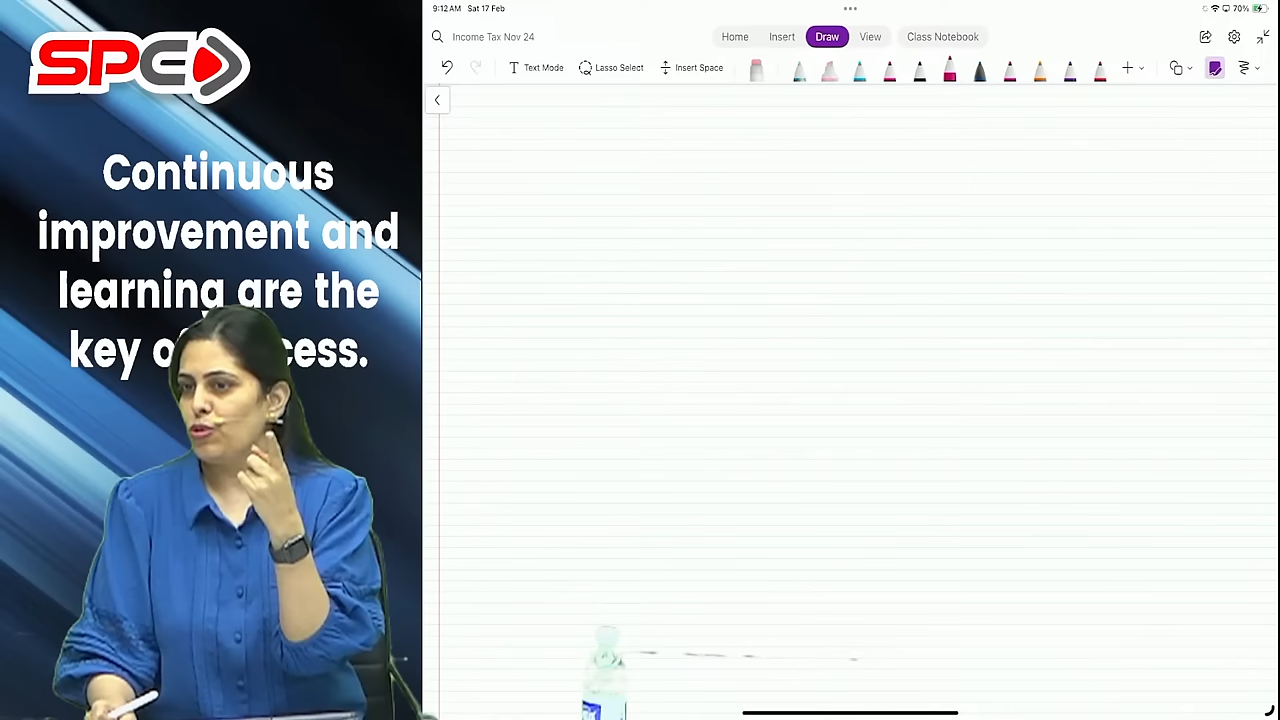 9:12 AM Sat 17 Feb
70%
SPE
Income Tax Nov 24
Home Insert Draw View Class Notebook
Text Mode Lasso Select Insert Space
Continuous
improvement and
learning are the
key